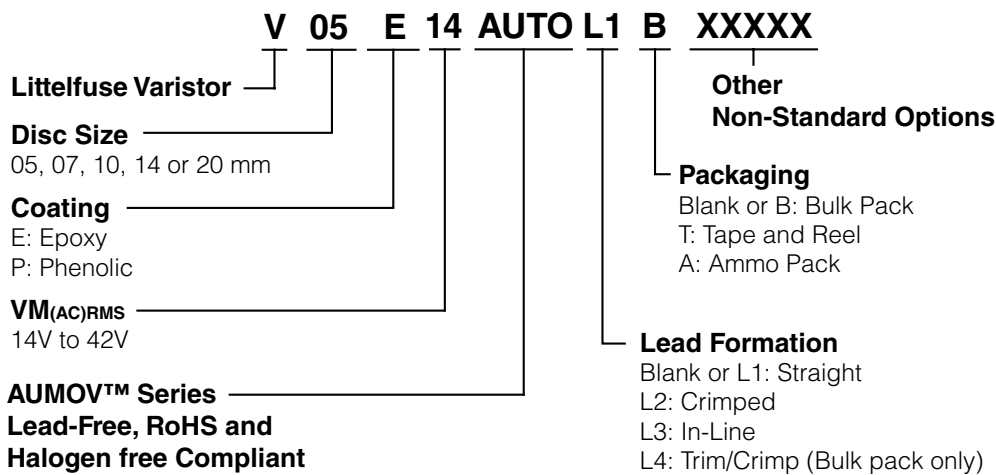 V 05 E 14 AUTO L1 B XXXXX
Littelfuse Varistor
Disc Size
05, 07, 10, 14 or 20 mm
Coating
E: Epoxy
P: Phenolic
VM(AC)RMS
14V to 42V
AUMOV™ Series
Lead-Free, RoHS and
Halogen free Compliant
Other
Non-Standard Options
Packaging
Blank or B: Bulk Pack
T: Tape and Reel
A: Ammo Pack
Lead Formation
Blank or L1: Straight
L2: Crimped
L3: In-Line
L4: Trim/Crimp (Bulk pack only)